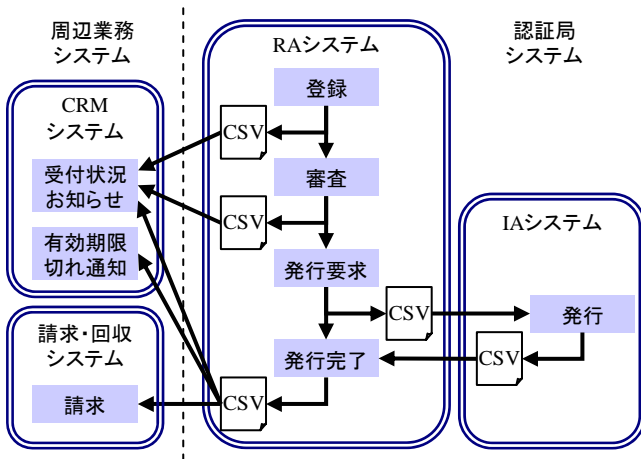 周辺業務
システム
CRM
システム
受付状況
お知らせ
有効期限
切れ通知
請求・回収
システム
請求
RAシステム
登録
CSV
審査
CSV
発行要求
CSV
発行完了
CSV
認証局
システム
IAシステム
発行
CSV